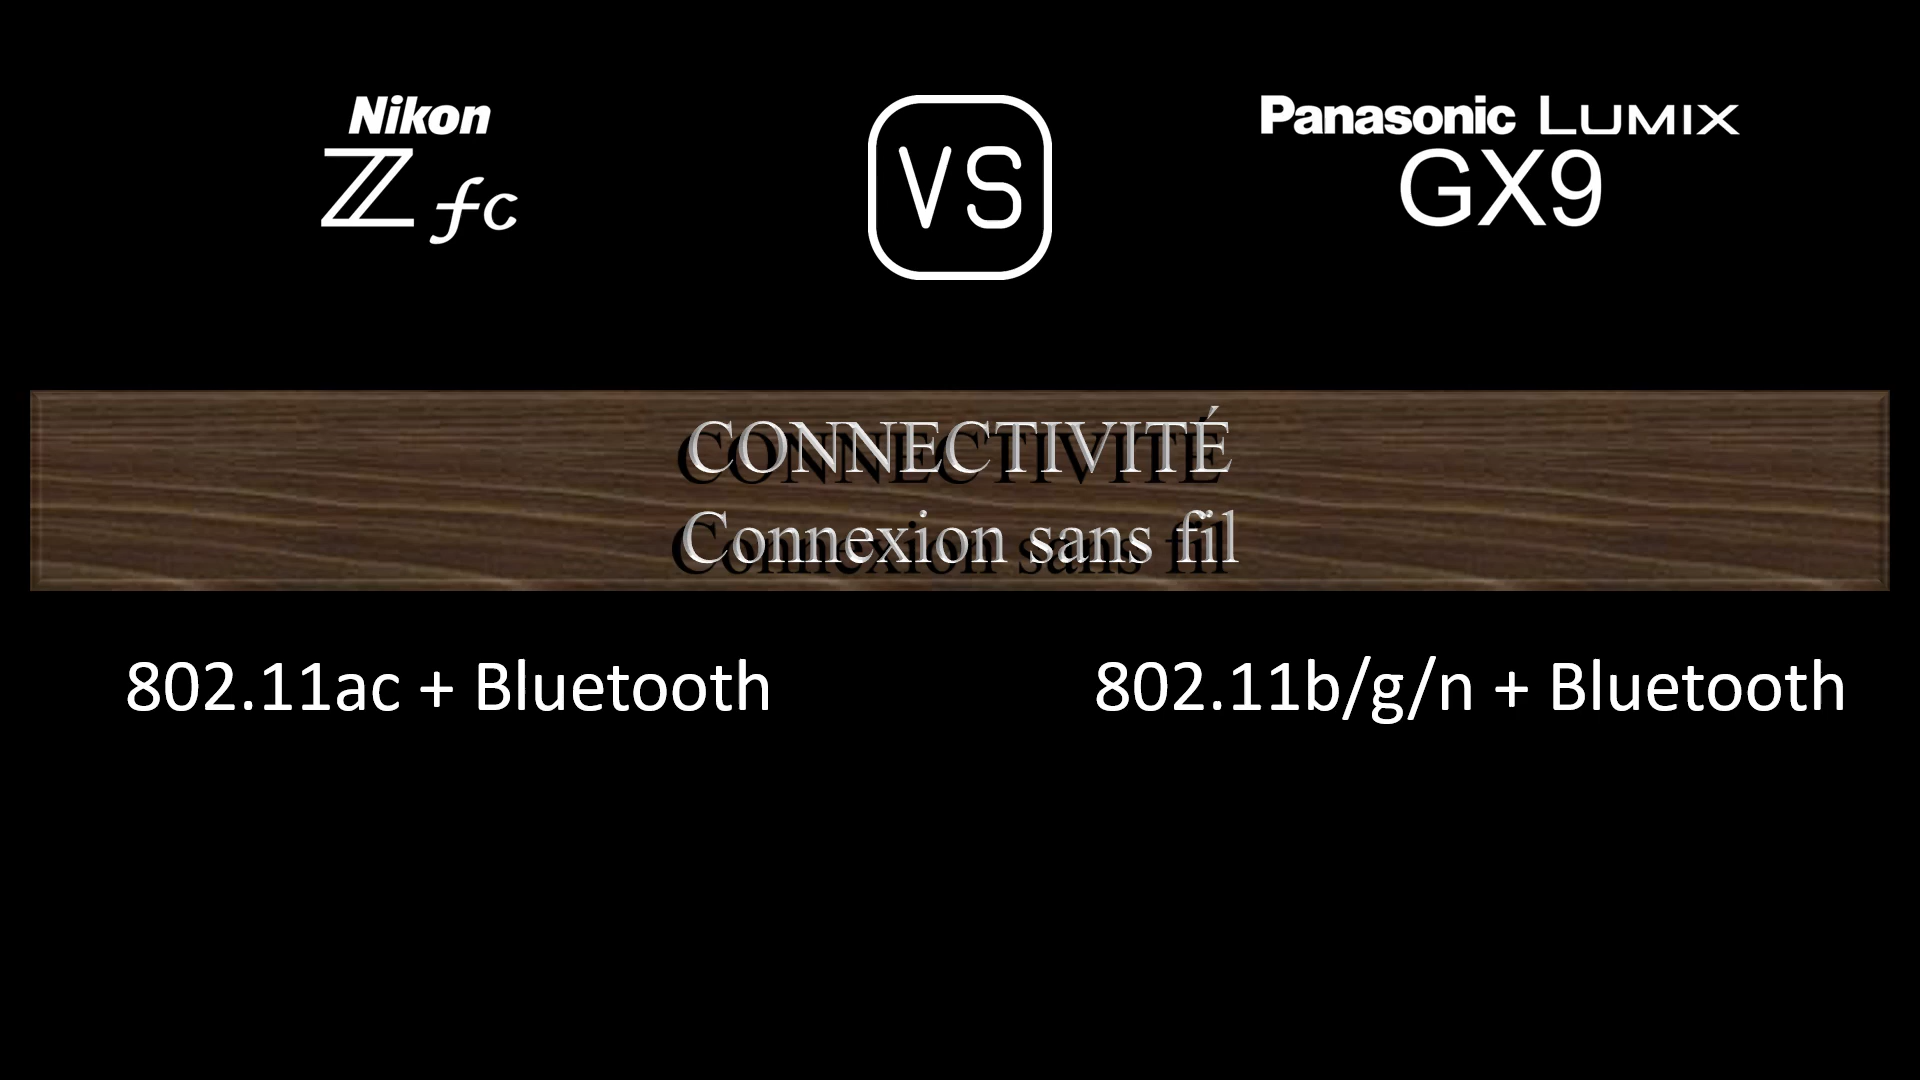 Nikon
Z fc
VS
Panasonic LUMIX
GX9
CONNECTIVITÉ
Connexion sans fil
802.11ac + Bluetooth
802.11b/g/n + Bluetooth